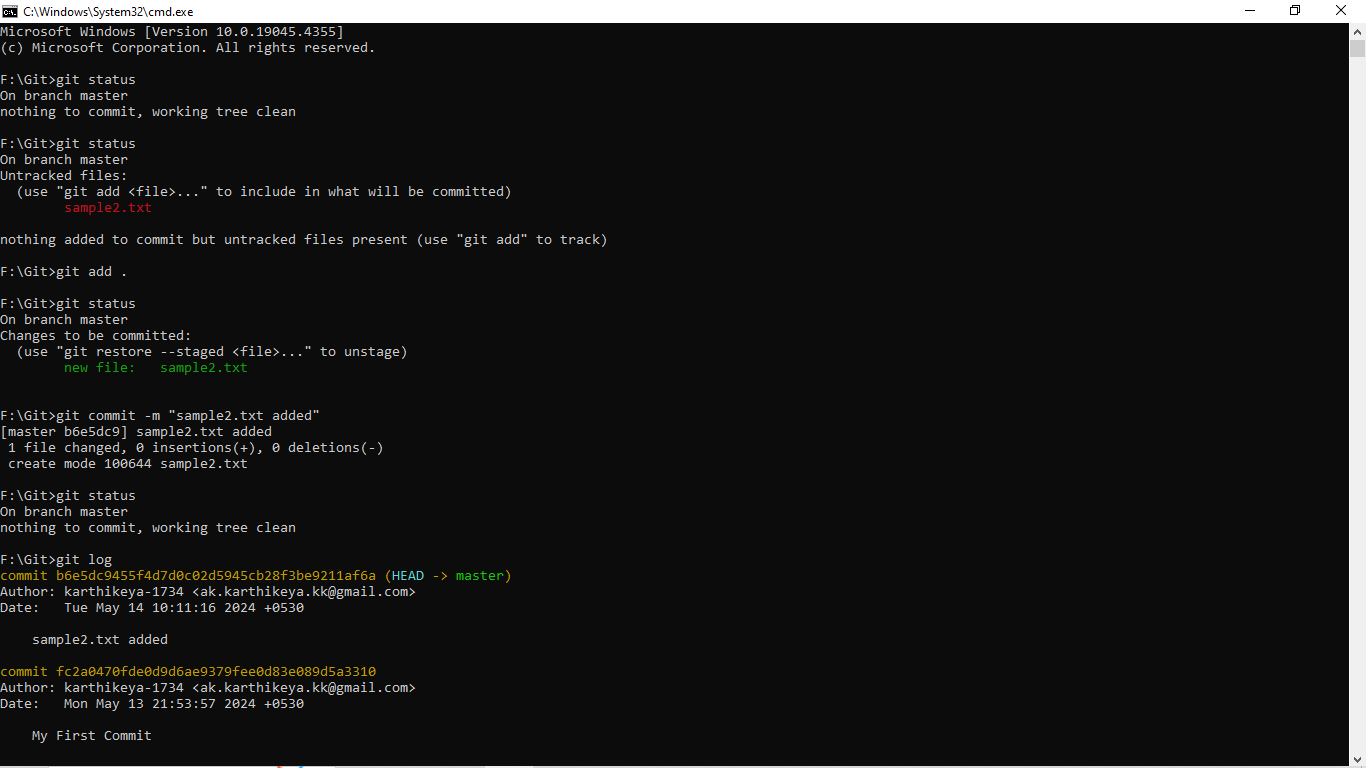 C:\Windows\System32\cmd.exe
Microsoft Windows [Version 10.0.19045.4355]
(c) Microsoft Corporation. All rights reserved.
F:\Git>git status
On branch master
nothing to commit, working tree clean
F:\Git>git status
On branch master
Untracked files:
  (use "git add <file>..." to include in what will be committed)
        sample2.txt
nothing added to commit but untracked files present (use "git add" to track)
F:\Git>git add .
F:\Git>git status
On branch master
Changes to be committed:
  (use "git restore --staged <file>..." to unstage)
        new file:   sample2.txt
F:\Git>git commit -m "sample2.txt added"
[master b6e5dc9] sample2.txt added
 1 file changed, 0 insertions(+), 0 deletions(-)
 create mode 100644 sample2.txt
F:\Git>git status
On branch master
nothing to commit, working tree clean
F:\Git>git log
commit b6e5dc9455f4d7d0c02d5945cb28f3be9211af6a (HEAD -> master)
Author: karthikeya-1734 <ak.karthikeya.kk@gmail.com>
Date:   Tue May 14 10:11:16 2024 +0530
    sample2.txt added
commit fc2a0470fde0d9d6ae9379fee0d83e089d5a3310
Author: karthikeya-1734 <ak.karthikeya.kk@gmail.com>
Date:   Mon May 13 21:53:57 2024 +0530
    My First Commit